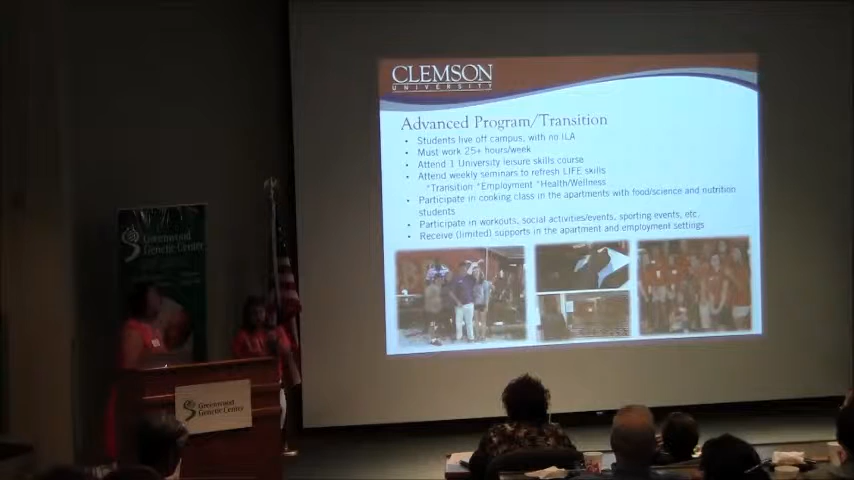 CLEMSON
UNIVERSITY
Advanced Program/Transition
• Students live off campus, with no ILA
• Must work 25+ hours/week
• Attend 1 University leisure skills course
• Attend weekly seminars to refresh LIFE skills
*Transition *Employment *Health/Wellness
• Participate in cooking class in the apartments with food/science and nutrition
students
• Participate in workouts, social activities/events, sporting events, etc.
• Receive (limited) supports in the apartment and employment settings
Greenwood
Genetic Center
Greenwood
Genetic Center